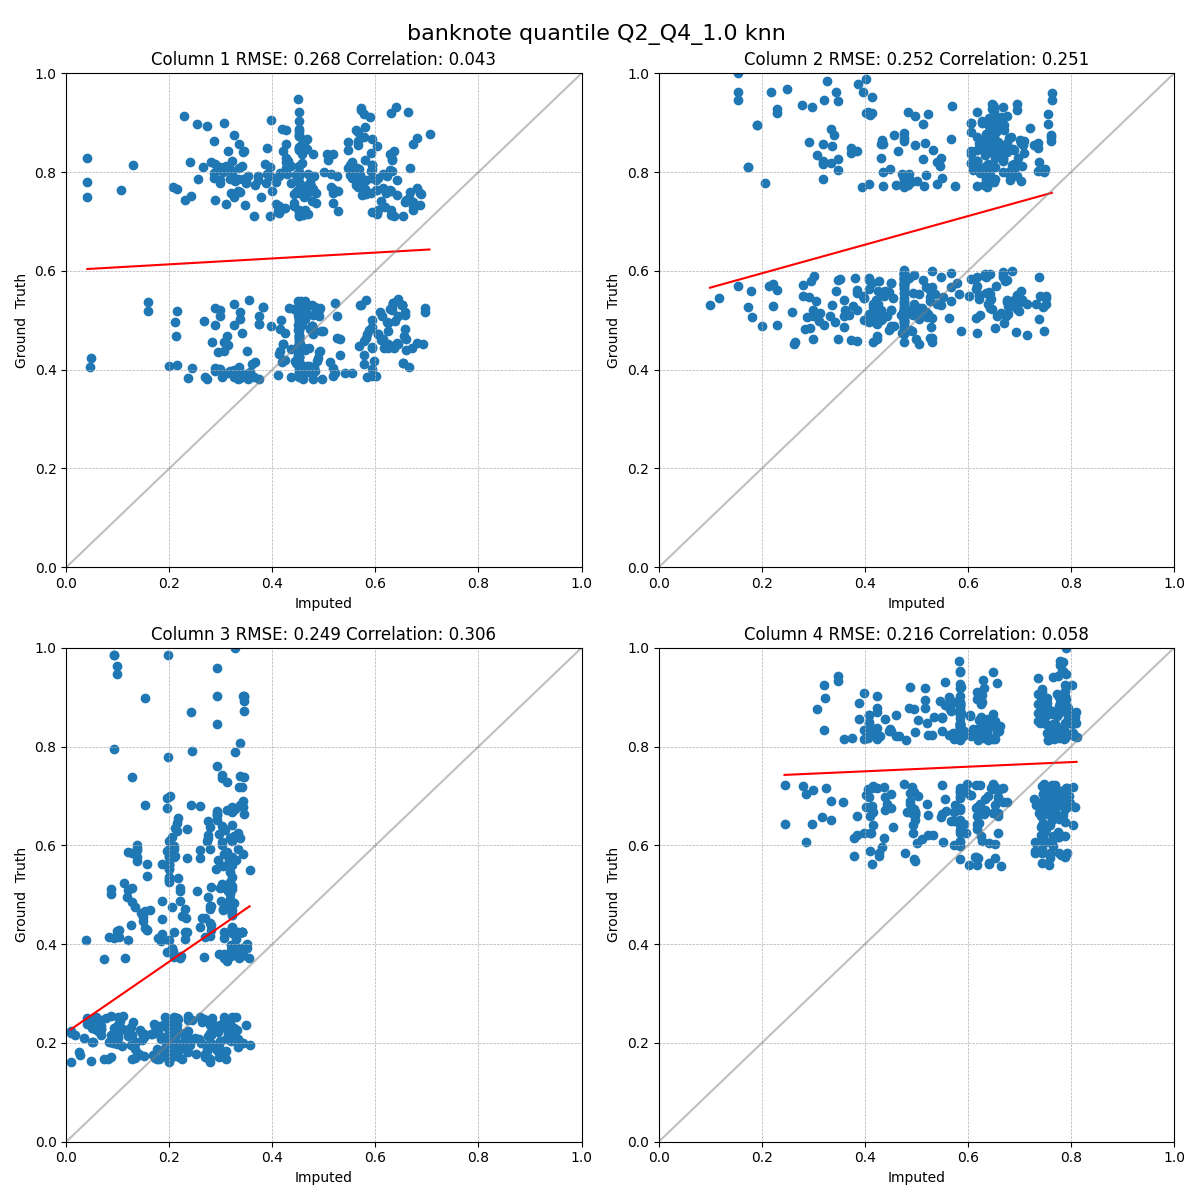 banknote quantile Q2_Q4_1.0 knn
Column 1 RMSE: 0.268 Correlation: 0.043
1.0
0.8
0.6
0.4
0.2
0.0
Ground Truth
0.0 0.2 0.4 0.6 0.8 1.0
Imputed
Column 2 RMSE: 0.252 Correlation: 0.251
1.0
0.8
0.6
0.4
0.2
0.0
Ground Truth
0.0 0.2 0.4 0.6 0.8 1.0
Imputed
Column 3 RMSE: 0.249 Correlation: 0.306
1.0
0.8
0.6
0.4
0.2
0.0
Ground Truth
0.0 0.2 0.4 0.6 0.8 1.0
Imputed
Column 4 RMSE: 0.216 Correlation: 0.058
1.0
0.8
0.6
0.4
0.2
0.0
Ground Truth
0.0 0.2 0.4 0.6 0.8 1.0
Imputed